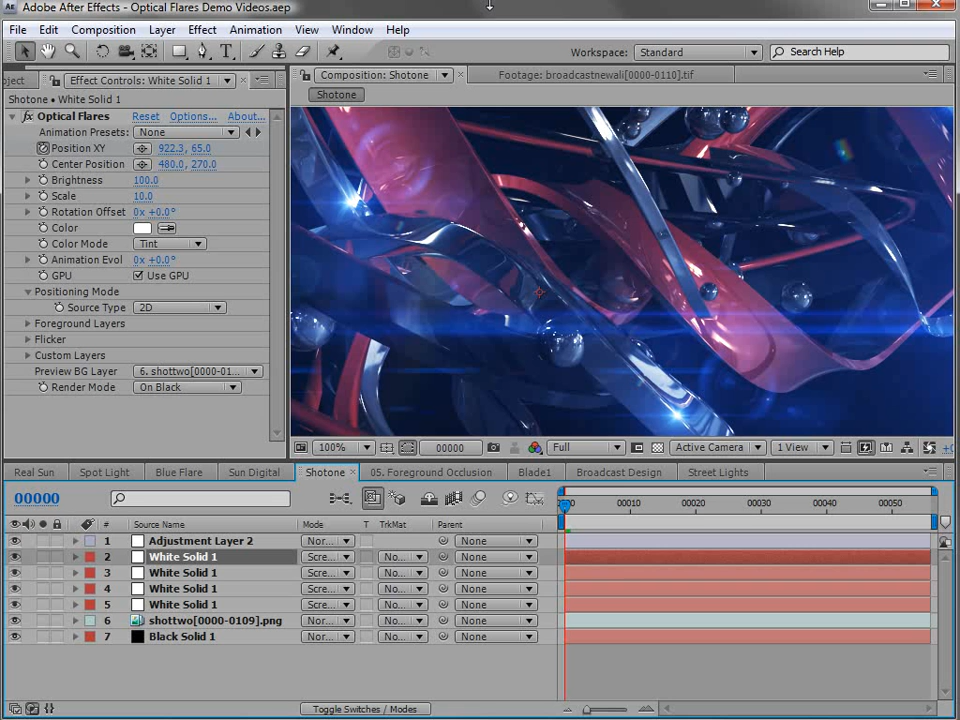 Ae Adobe After Effects - Optical Flares Demo Videos.aep
File Edit Composition Layer Effect Animation View Window Help
T Workspace: Standard Search Help
oject Effect Controls: White Solid 1 Composition: Shotone × Footage: broadcastnewali[0000-0110].tif
Shotone • White Solid 1 Shotone
fx Optical Flares Reset Options... About...
Animation Presets: None
Position XY 922.3, 65.0
Center Position 480.0, 270.0
Brightness 100.0
Scale 10.0
Rotation Offset 0x +0.0°
Color
Color Mode Tint
Animation Evol 0x +0.0°
GPU Use GPU
Positioning Mode
Source Type 2D
Foreground Layers
Flicker
Custom Layers
Preview BG Layer 6. shottwo[0000-01...
Render Mode On Black
100% 00000 Full Active Camera 1 View +0
Real Sun Spot Light Blue Flare Sun Digital Shotone × 05. Foreground Occlusion Blade1 Broadcast Design Street Lights
00000 00010 00020 00030 00040 00050
# Source Name Mode T TrkMat Parent
1 Adjustment Layer 2 Nor... None
2 White Solid 1 Scre... No... None
3 White Solid 1 Scre... No... None
4 White Solid 1 Scre... No... None
5 White Solid 1 Scre... No... None
6 shottwo[0000-0109].png Nor... No... None
7 Black Solid 1 Nor... No... None
Toggle Switches / Modes